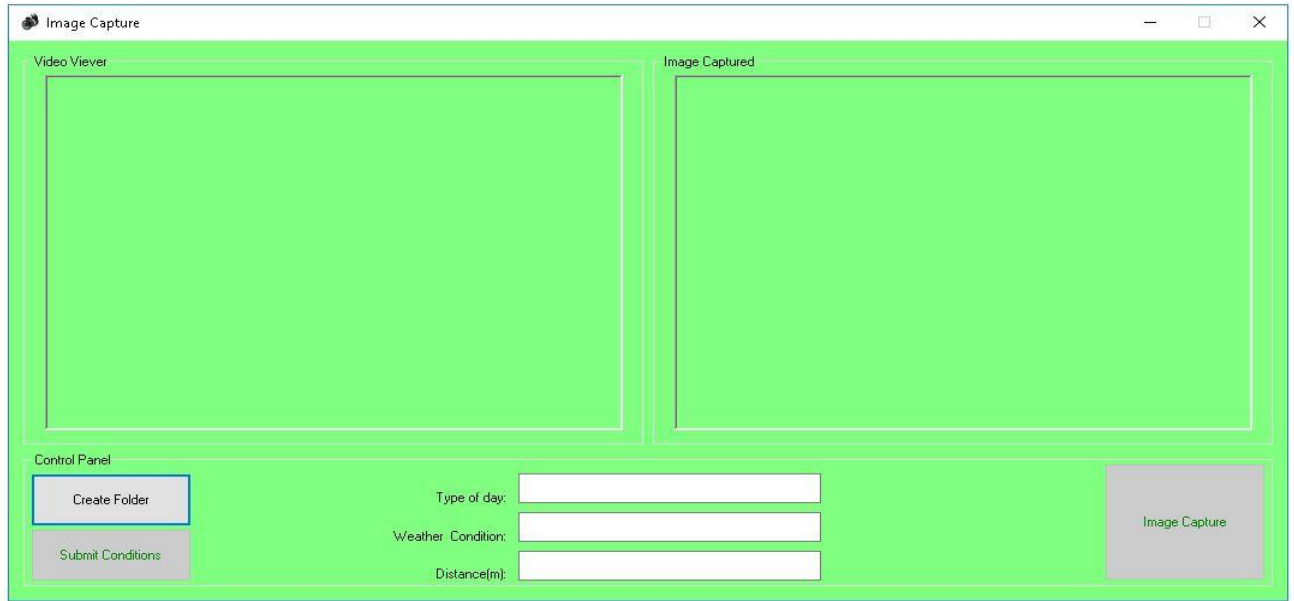 Image Capture
Video Viewer
Image Captured
Control Panel
Create Folder
Submit Conditions
Type of day:
Weather Condition:
Distance(m):
Image Capture